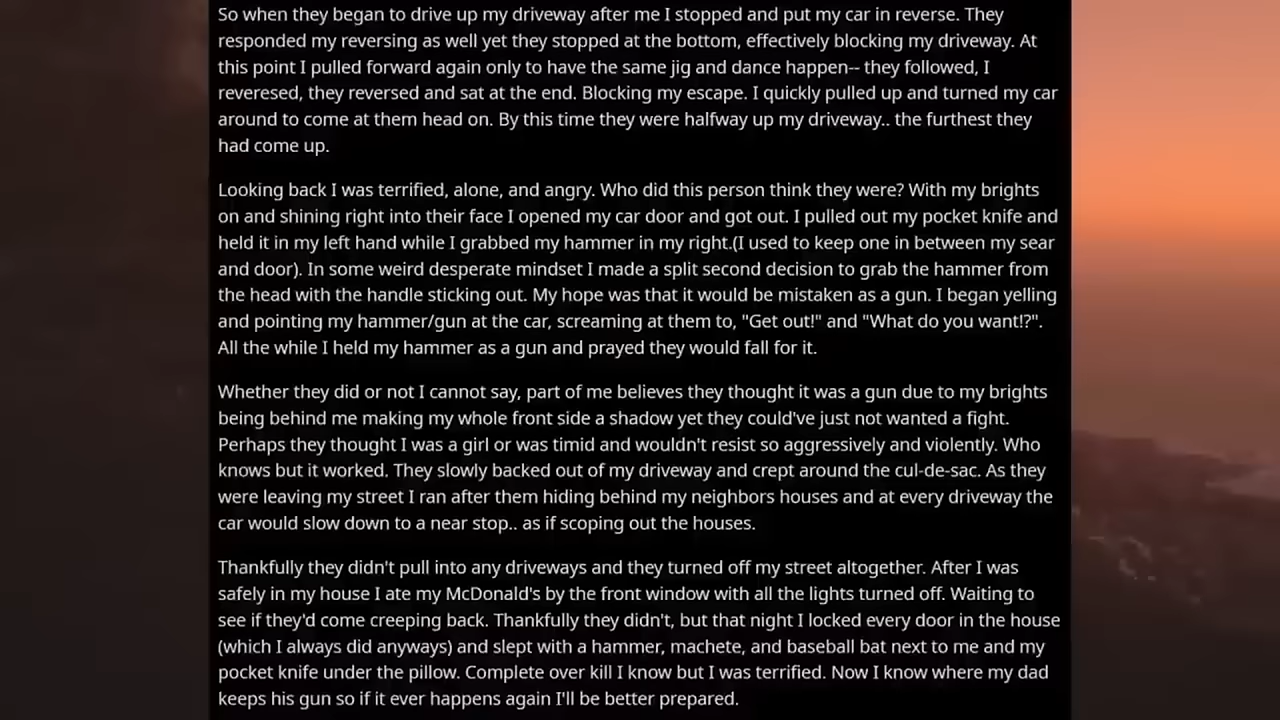 So when they began to drive up my driveway after me I stopped and put my car in reverse. They
responded my reversing as well yet they stopped at the bottom, effectively blocking my driveway. At
this point I pulled forward again only to have the same jig and dance happen-- they followed, I
reveresed, they reversed and sat at the end. Blocking my escape. I quickly pulled up and turned my car
around to come at them head on. By this time they were halfway up my driveway.. the furthest they
had come up.
Looking back I was terrified, alone, and angry. Who did this person think they were? With my brights
on and shining right into their face I opened my car door and got out. I pulled out my pocket knife and
held it in my left hand while I grabbed my hammer in my right.(I used to keep one in between my sear
and door). In some weird desperate mindset I made a split second decision to grab the hammer from
the head with the handle sticking out. My hope was that it would be mistaken as a gun. I began yelling
and pointing my hammer/gun at the car, screaming at them to, "Get out!" and "What do you want!?".
All the while I held my hammer as a gun and prayed they would fall for it.
Whether they did or not I cannot say, part of me believes they thought it was a gun due to my brights
being behind me making my whole front side a shadow yet they could've just not wanted a fight.
Perhaps they thought I was a girl or was timid and wouldn't resist so aggressively and violently. Who
knows but it worked. They slowly backed out of my driveway and crept around the cul-de-sac. As they
were leaving my street I ran after them hiding behind my neighbors houses and at every driveway the
car would slow down to a near stop.. as if scoping out the houses.
Thankfully they didn't pull into any driveways and they turned off my street altogether. After I was
safely in my house I ate my McDonald's by the front window with all the lights turned off. Waiting to
see if they'd come creeping back. Thankfully they didn't, but that night I locked every door in the house
(which I always did anyways) and slept with a hammer, machete, and baseball bat next to me and my
pocket knife under the pillow. Complete over kill I know but I was terrified. Now I know where my dad
keeps his gun so if it ever happens again I'll be better prepared.